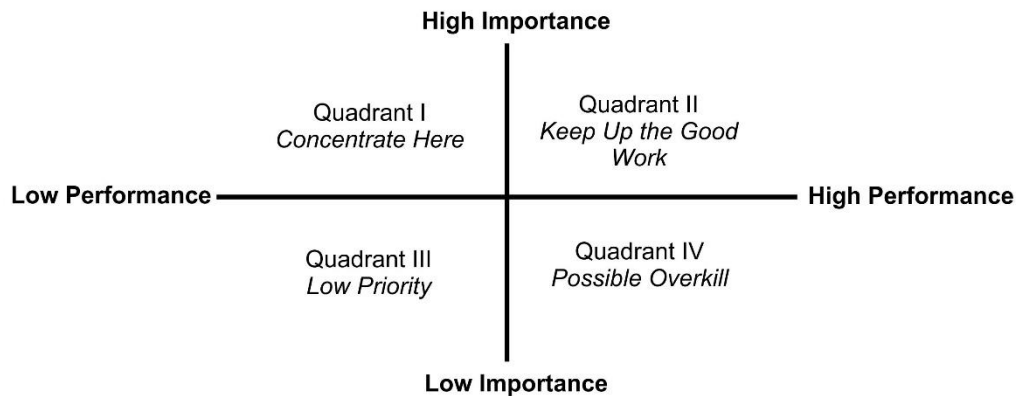 High Importance
Quadrant I
Concentrate Here
Quadrant II
Keep Up the Good
Work
Low Performance
High Performance
Quadrant III
Low Priority
Quadrant IV
Possible Overkill
Low Importance